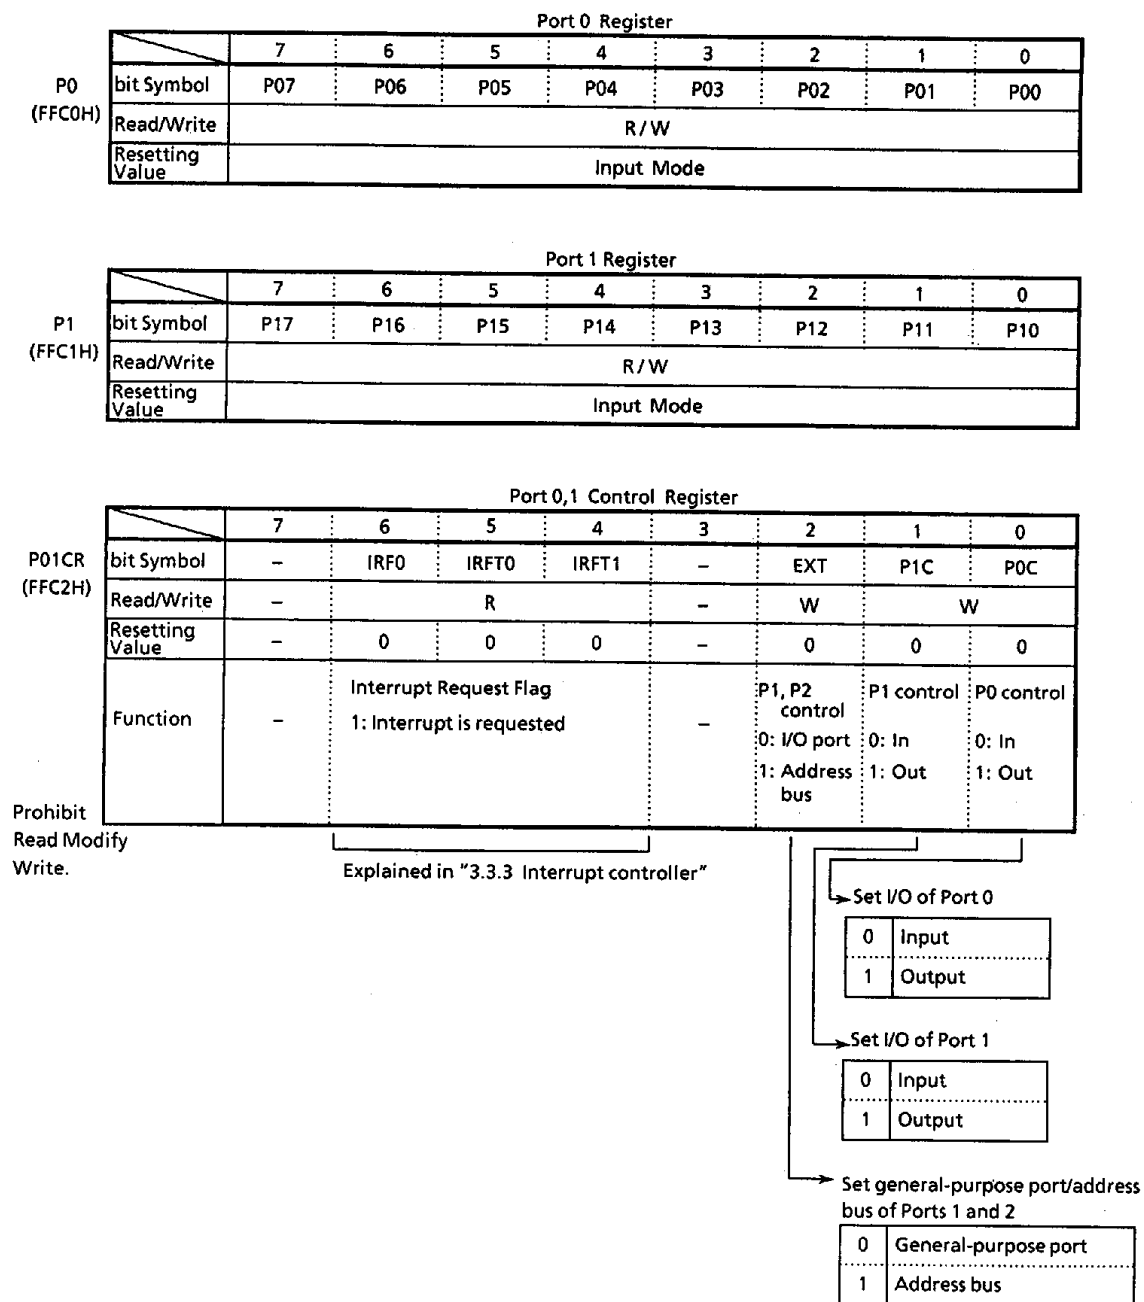 Port 0 Register
7 6 5 4 3 2 1 0
P0 (FFC0H)
bit Symbol P07 P06 P05 P04 P03 P02 P01 P00
Read/Write R / W
Resetting Value Input Mode
Port 1 Register
7 6 5 4 3 2 1 0
P1 (FFC1H)
bit Symbol P17 P16 P15 P14 P13 P12 P11 P10
Read/Write R / W
Resetting Value Input Mode
Port 0,1 Control Register
7 6 5 4 3 2 1 0
P01CR (FFC2H)
bit Symbol – IRF0 IRFT0 IRFT1 – EXT P1C P0C
Read/Write – R – W W
Resetting Value – 0 0 0 – 0 0 0
Function –
Interrupt Request Flag
1: Interrupt is requested
–
P1, P2 control
0: I/O port
1: Address bus
P1 control
0: In
1: Out
P0 control
0: In
1: Out
Prohibit
Read Modify
Write.
Explained in "3.3.3 Interrupt controller"
Set I/O of Port 0
0 Input
1 Output
Set I/O of Port 1
0 Input
1 Output
Set general-purpose port/address
bus of Ports 1 and 2
0 General-purpose port
1 Address bus